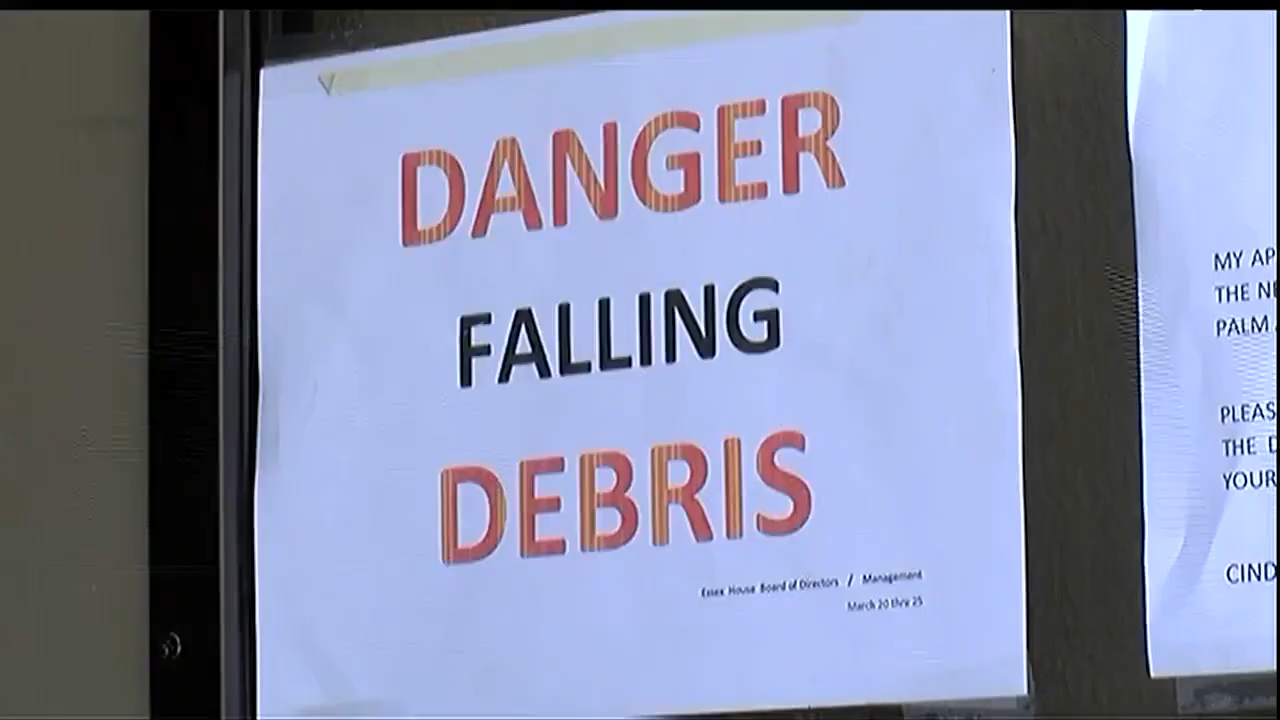 DANGER
FALLING
DEBRIS
Essex House Board of Directors / Management
March 20 thru 25
MY AP
THE
PALM
PLEAS
THE D
YOUR
CIND